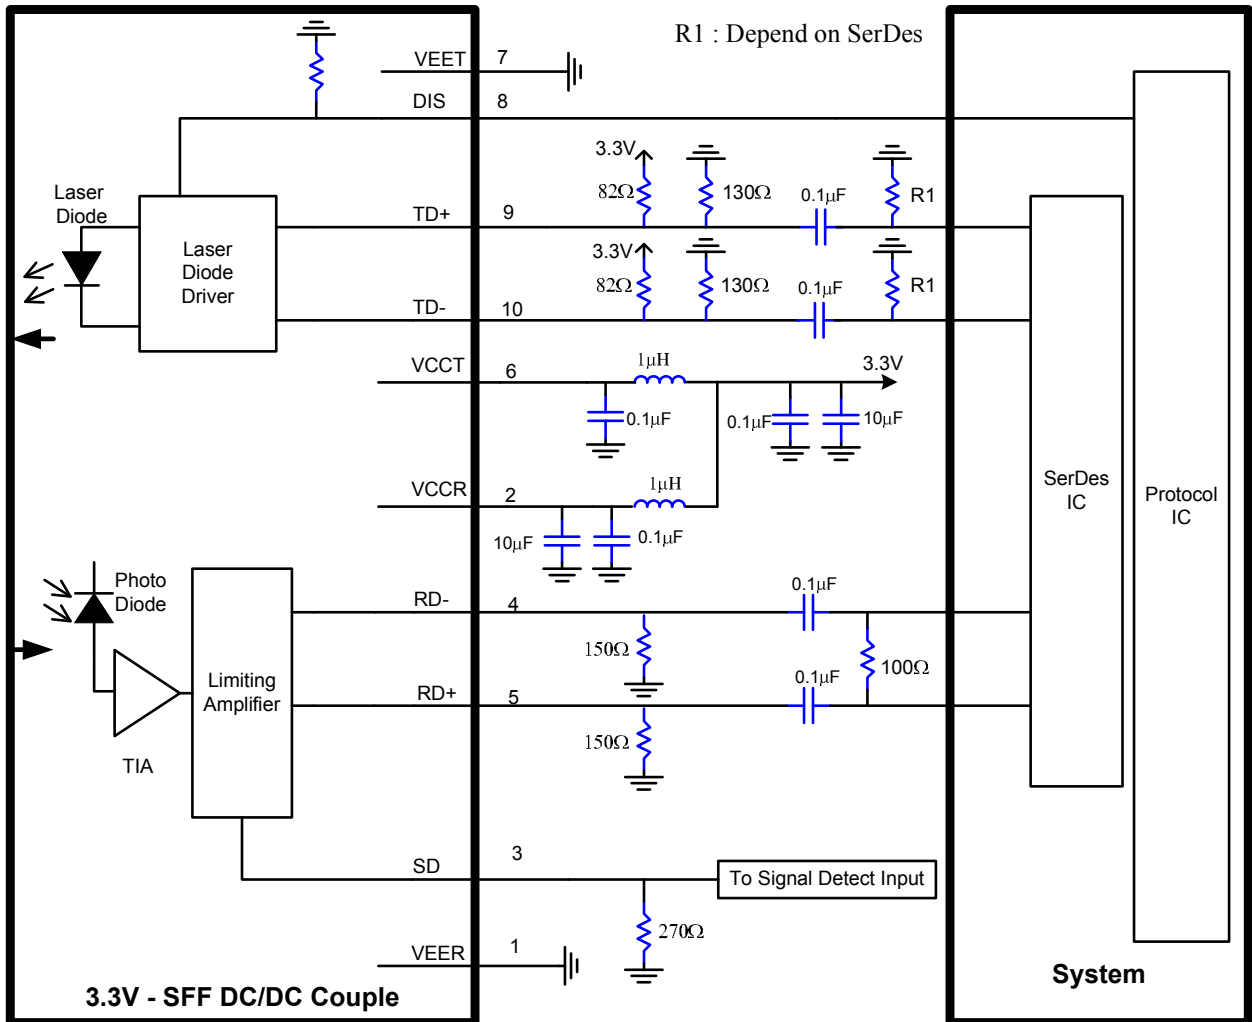 R1 : Depend on SerDes
VEET 7
DIS 8
3.3V
82Ω
130Ω
0.1μF
R1
Laser
Diode
TD+ 9
Laser
Diode
Driver
3.3V
82Ω
130Ω
0.1μF
R1
TD- 10
VCCT 6
1μH
3.3V
0.1μF
0.1μF
10μF
VCCR 2
1μH
10μF
0.1μF
SerDes
IC
Protocol
IC
Photo
Diode
RD- 4
0.1μF
150Ω
100Ω
Limiting
Amplifier
RD+ 5
0.1μF
150Ω
TIA
SD 3
To Signal Detect Input
270Ω
VEER 1
3.3V - SFF DC/DC Couple
System